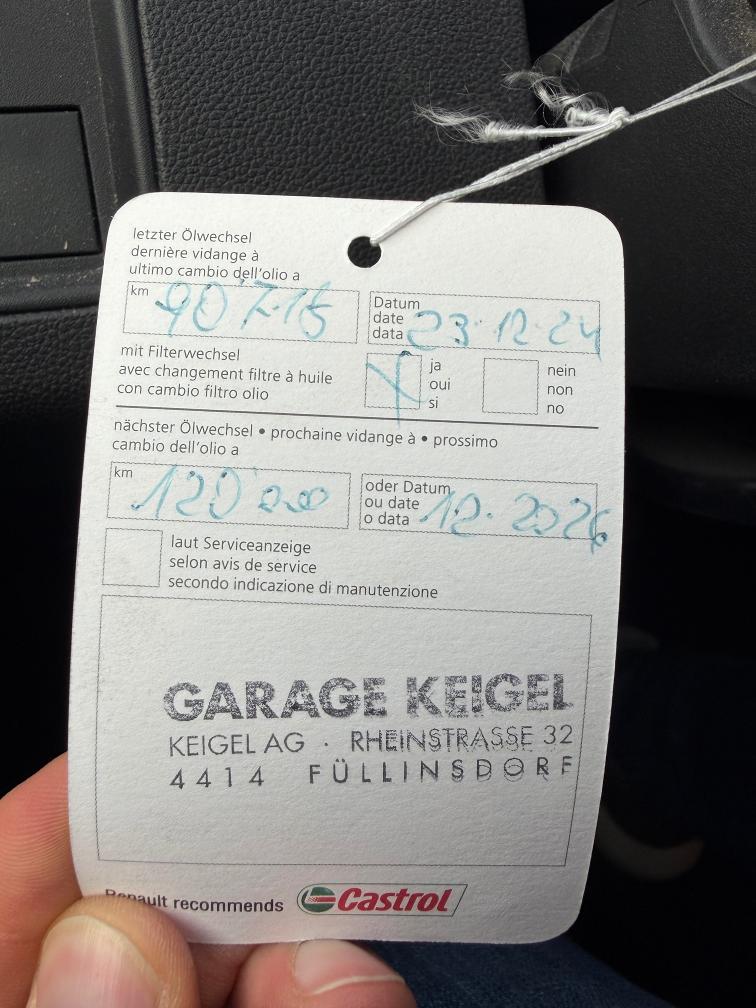 letzter Ölwechsel
dernière vidange à
ultimo cambio dell'olio a
km 90'715
Datum
date
data 23.12.24
mit Filterwechsel
avec changement filtre à huile
con cambio filtro olio
X ja
oui
si
nein
non
no
nächster Ölwechsel • prochaine vidange à • prossimo
cambio dell'olio a
km 120'000
oder Datum
ou date
o data 12.2026
laut Serviceanzeige
selon avis de service
secondo indicazione di manutenzione
GARAGE KEIGEL
KEIGEL AG · RHEINSTRASSE 32
4414 FÜLLINSDORF
Renault recommends Castrol